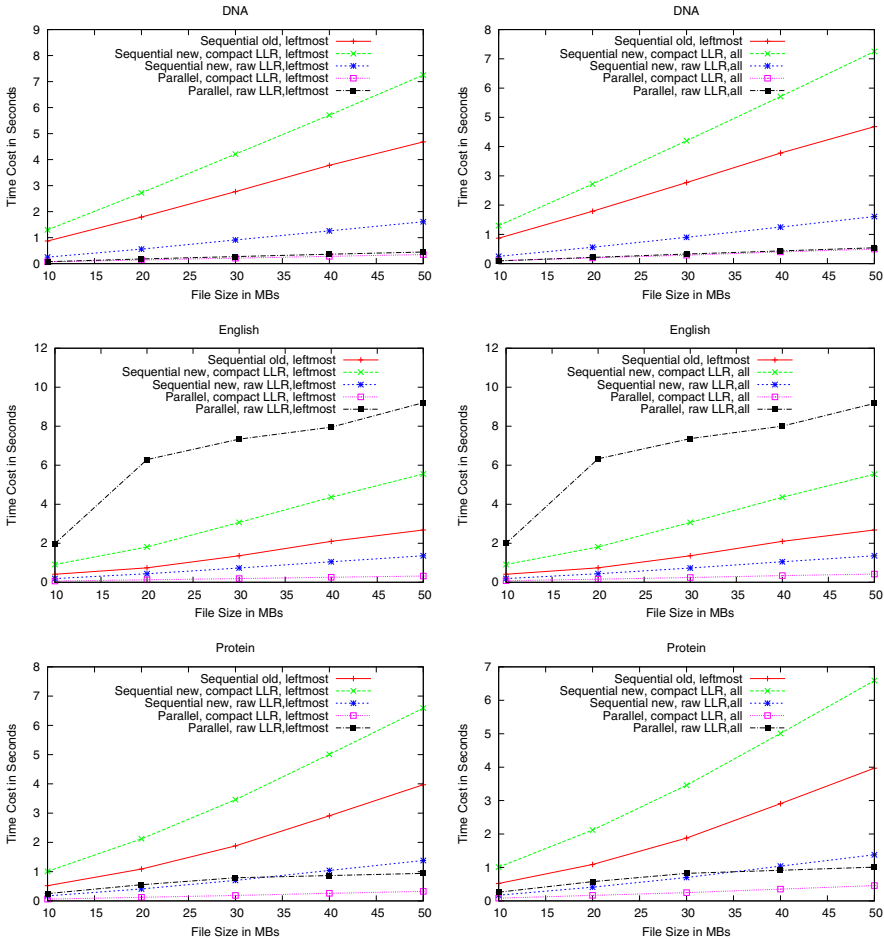 DNA
Time Cost in Seconds
9
8
7
6
5
4
3
2
1
0
Sequential old, leftmost
Sequential new, compact LLR, leftmost
Sequential new, raw LLR,leftmost
Parallel, compact LLR,leftmost
Parallel, raw LLR,leftmost
10 15 20 25 30 35 40 45 50
File Size in MBs
DNA
Time Cost in Seconds
8
7
6
5
4
3
2
1
0
Sequential old, leftmost
Sequential new, compact LLR, all
Sequential new, raw LLR,all
Parallel, compact LLR, all
Parallel, raw LLR,all
10 15 20 25 30 35 40 45 50
File Size in MBs
English
Time Cost in Seconds
12
10
8
6
4
2
0
Sequential old, leftmost
Sequential new, compact LLR, leftmost
Sequential new, raw LLR,leftmost
Parallel, compact LLR, leftmost
Parallel, raw LLR,leftmost
10 15 20 25 30 35 40 45 50
File Size in MBs
English
Time Cost in Seconds
12
10
8
6
4
2
0
Sequential old, leftmost
Sequential new, compact LLR, all
Sequential new, raw LLR,all
Parallel, compact LLR, all
Parallel, raw LLR,all
10 15 20 25 30 35 40 45 50
File Size in MBs
Protein
Time Cost in Seconds
8
7
6
5
4
3
2
1
0
Sequential old, leftmost
Sequential new, compact LLR, leftmost
Sequential new, raw LLR,leftmost
Parallel, compact LLR, leftmost
Parallel, raw LLR,leftmost
10 15 20 25 30 35 40 45 50
File Size in MBs
Protein
Time Cost in Seconds
7
6
5
4
3
2
1
0
Sequential old, leftmost
Sequential new, compact LLR, all
Sequential new, raw LLR,all
Parallel, compact LLR, all
Parallel, raw LLR,all
10 15 20 25 30 35 40 45 50
File Size in MBs